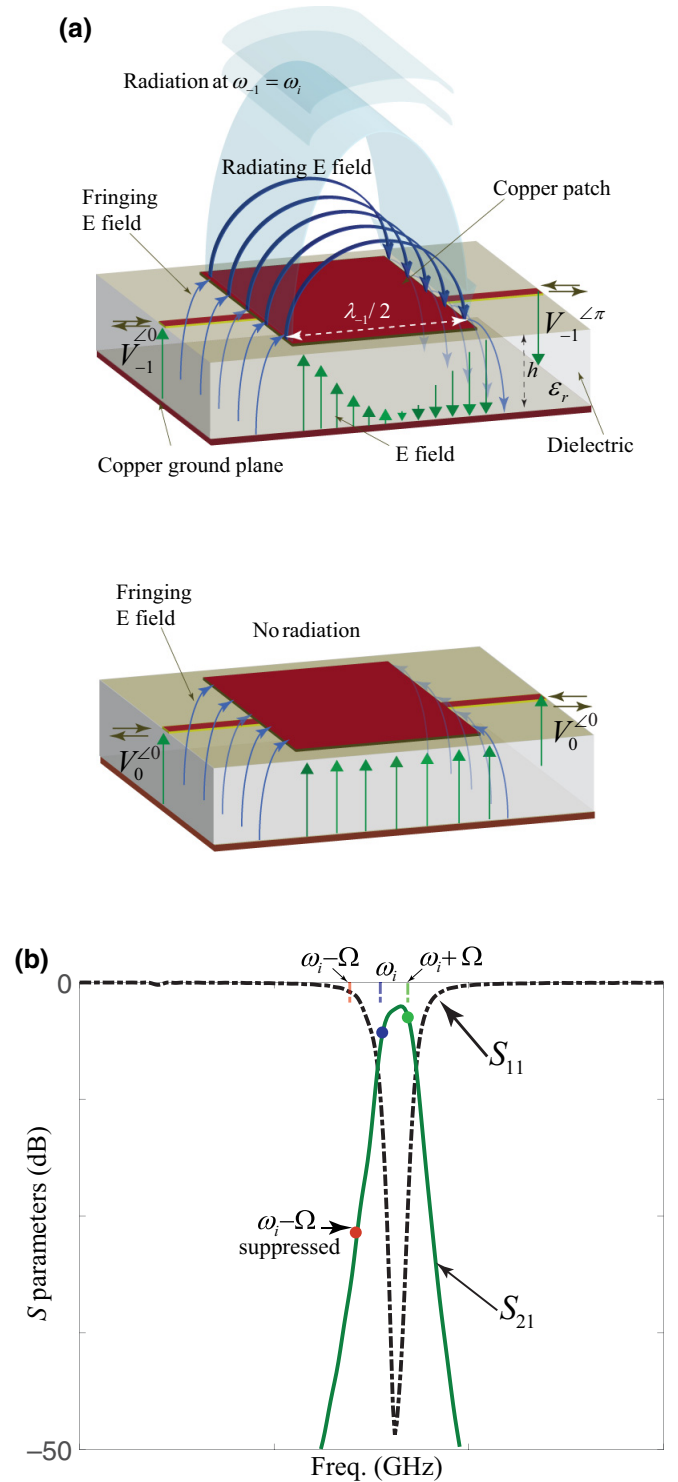 (a)
Radiation at ω₋₁ = ωᵢ
Radiating E field
Fringing
E field
Copper patch
λ₋₁/2
V₋₁^∠0
V₋₁^∠π
h
εᵣ
Copper ground plane
E field
Dielectric
Fringing
E field
No radiation
V₀^∠0
V₀^∠0
(b)
ωᵢ−Ω
ωᵢ
ωᵢ+Ω
0
S₁₁
S parameters (dB)
ωᵢ−Ω
suppressed
S₂₁
−50
Freq. (GHz)